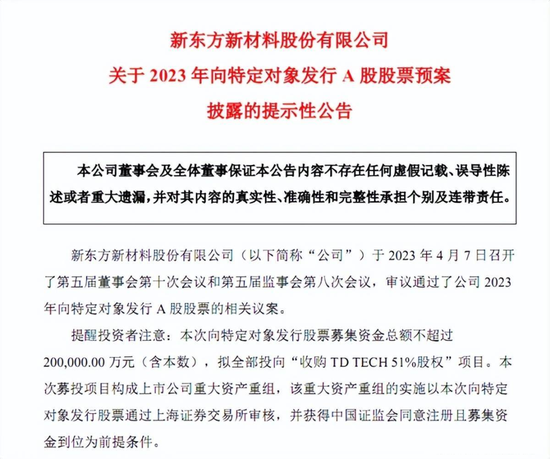 新东方新材料股份有限公司
关于 2023 年向特定对象发行 A 股股票预案
披露的提示性公告
本公司董事会及全体董事保证本公告内容不存在任何虚假记载、误导性陈
述或者重大遗漏，并对其内容的真实性、准确性和完整性承担个别及连带责任。
新东方新材料股份有限公司（以下简称“公司”）于 2023 年 4 月 7 日召开
了第五届董事会第十次会议和第五届监事会第八次会议，审议通过了公司 2023
年向特定对象发行 A 股股票的相关议案。
提醒投资者注意：本次向特定对象发行股票募集资金总额不超过
200,000.00 万元（含本数），拟全部投向“收购 TD TECH 51%股权”项目。本
次募投项目构成上市公司重大资产重组，该重大资产重组的实施以本次向特定
对象发行股票通过上海证券交易所审核，并获得中国证监会同意注册且募集资
金到位为前提条件。